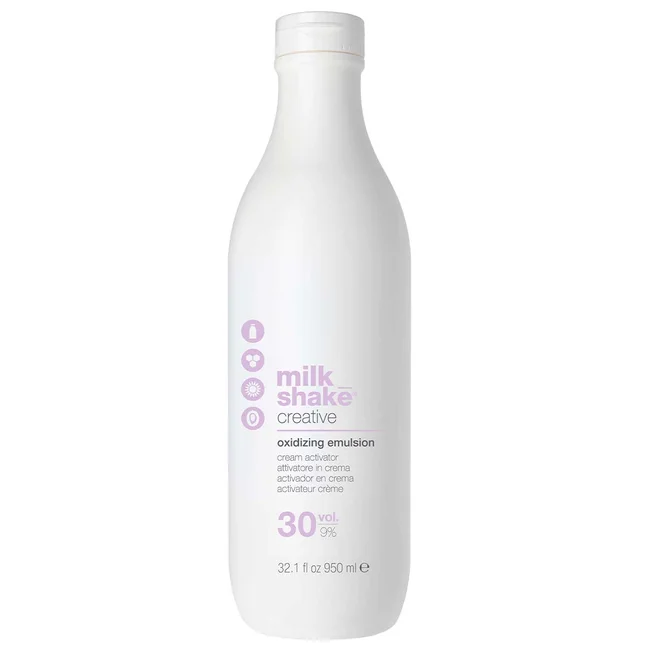 milk_
shake
creative
oxidizing emulsion
cream activator
attivatore in crema
activador en crema
activateur crème
30 vol.
9%
32.1 fl oz 950 ml ℮